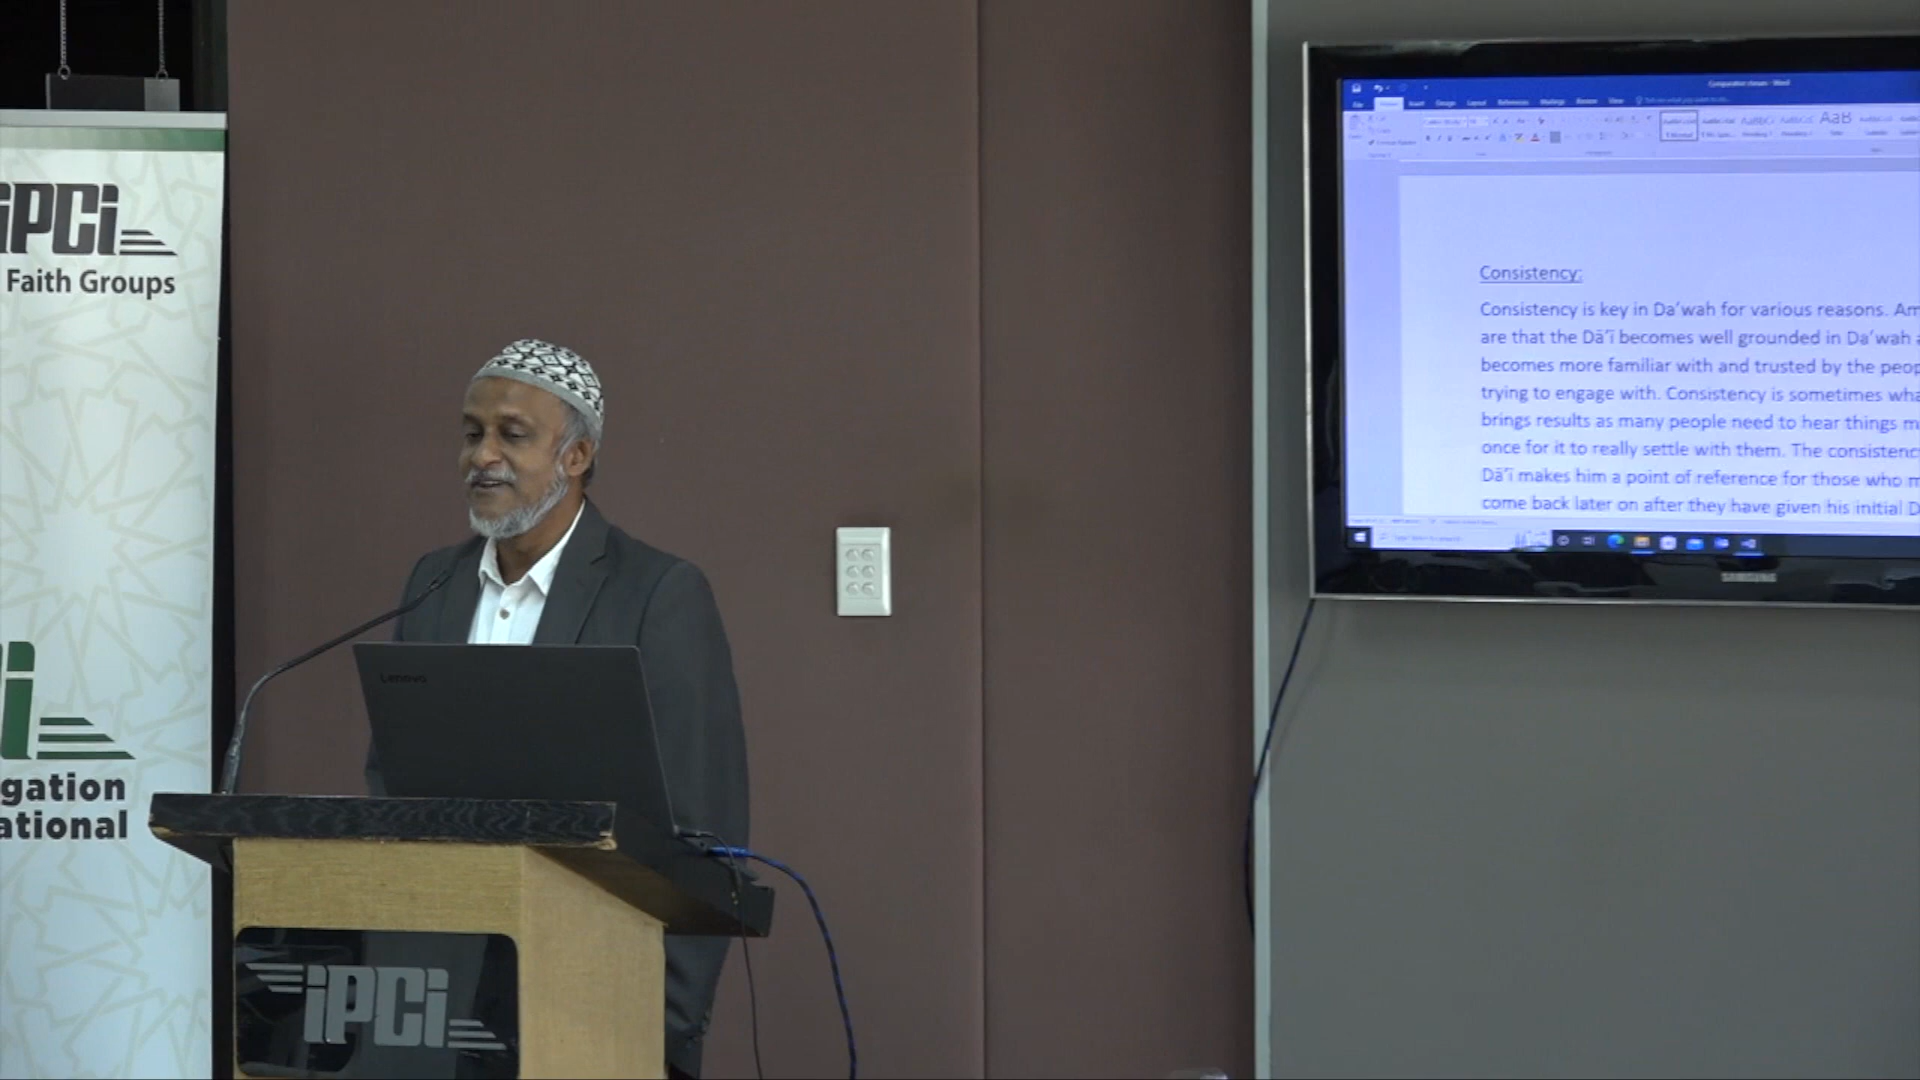 iPCi
Faith Groups
gation
ational
Lenovo
iPCi
Consistency:
Consistency is key in Da'wah for various reasons. Am
are that the Dā'ī becomes well grounded in Da'wah a
becomes more familiar with and trusted by the peop
trying to engage with. Consistency is sometimes wha
brings results as many people need to hear things m
once for it to really settle with them. The consistenc
Dā'ī makes him a point of reference for those who m
come back later on after they have given his initial D
SAMSUNG